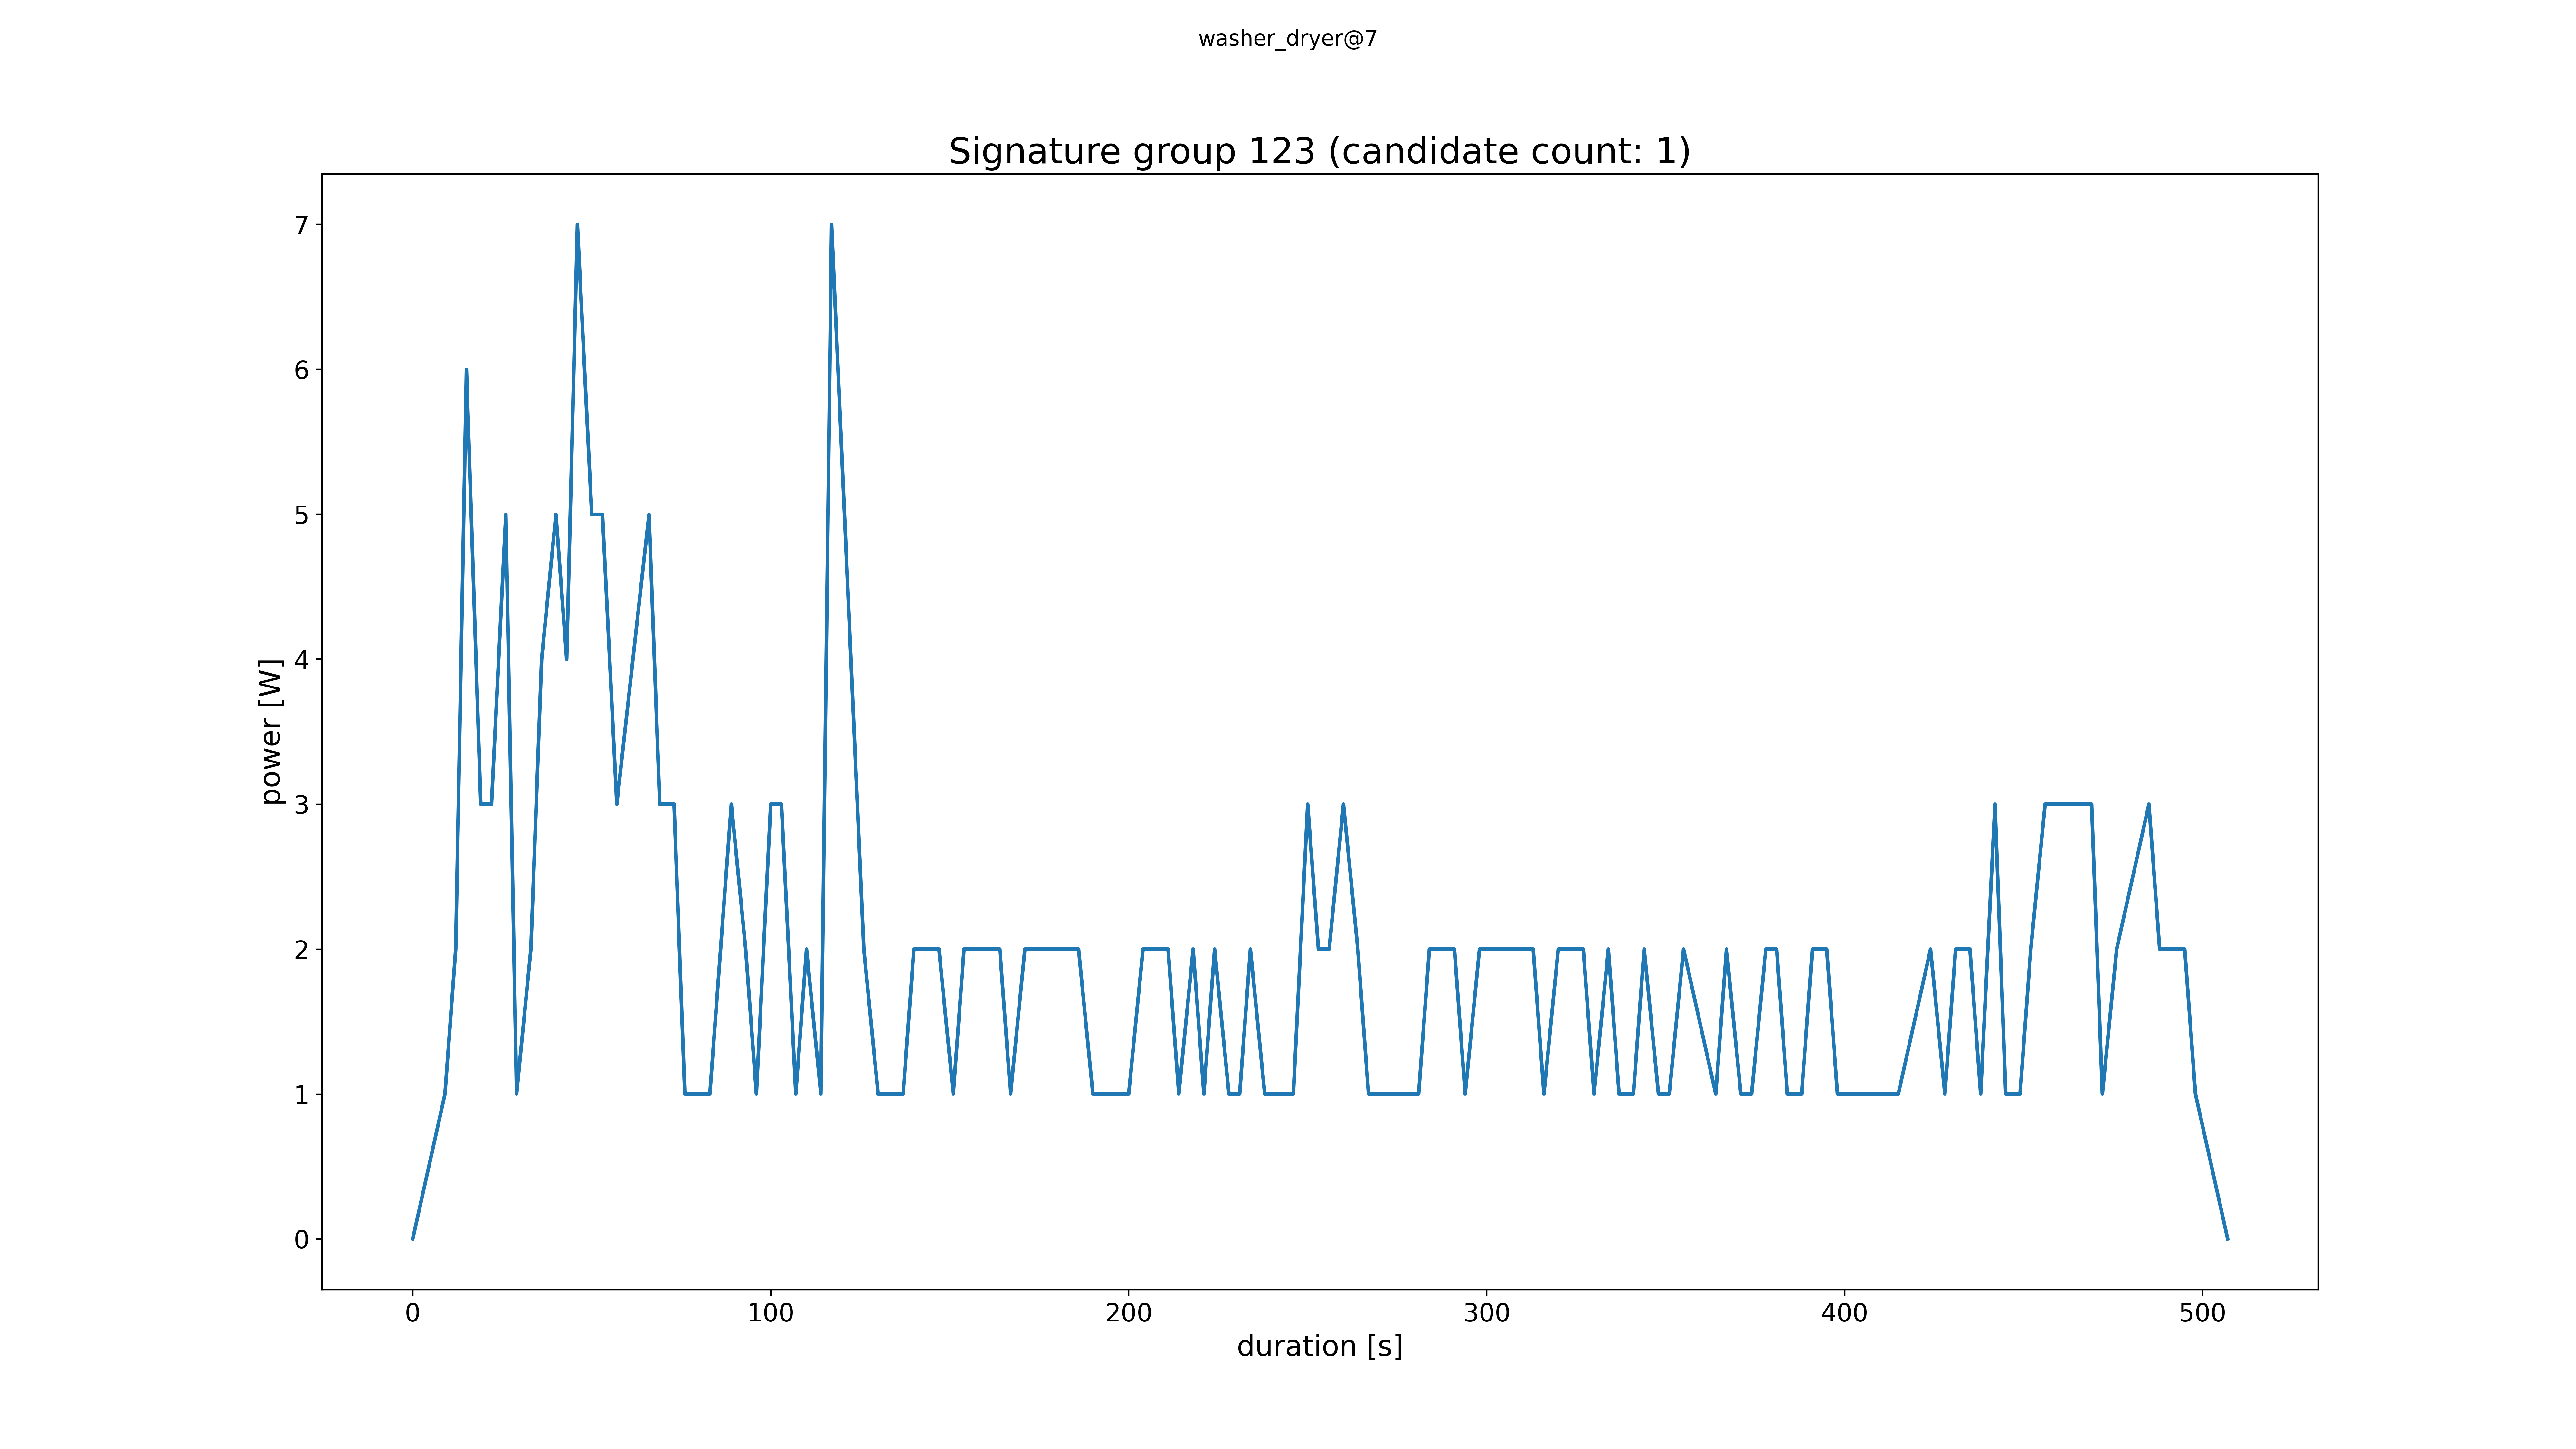 washer_dryer@7
Signature group 123 (candidate count: 1)
7
6
5
4
3
2
1
0
power [W]
0 100 200 300 400 500
duration [s]